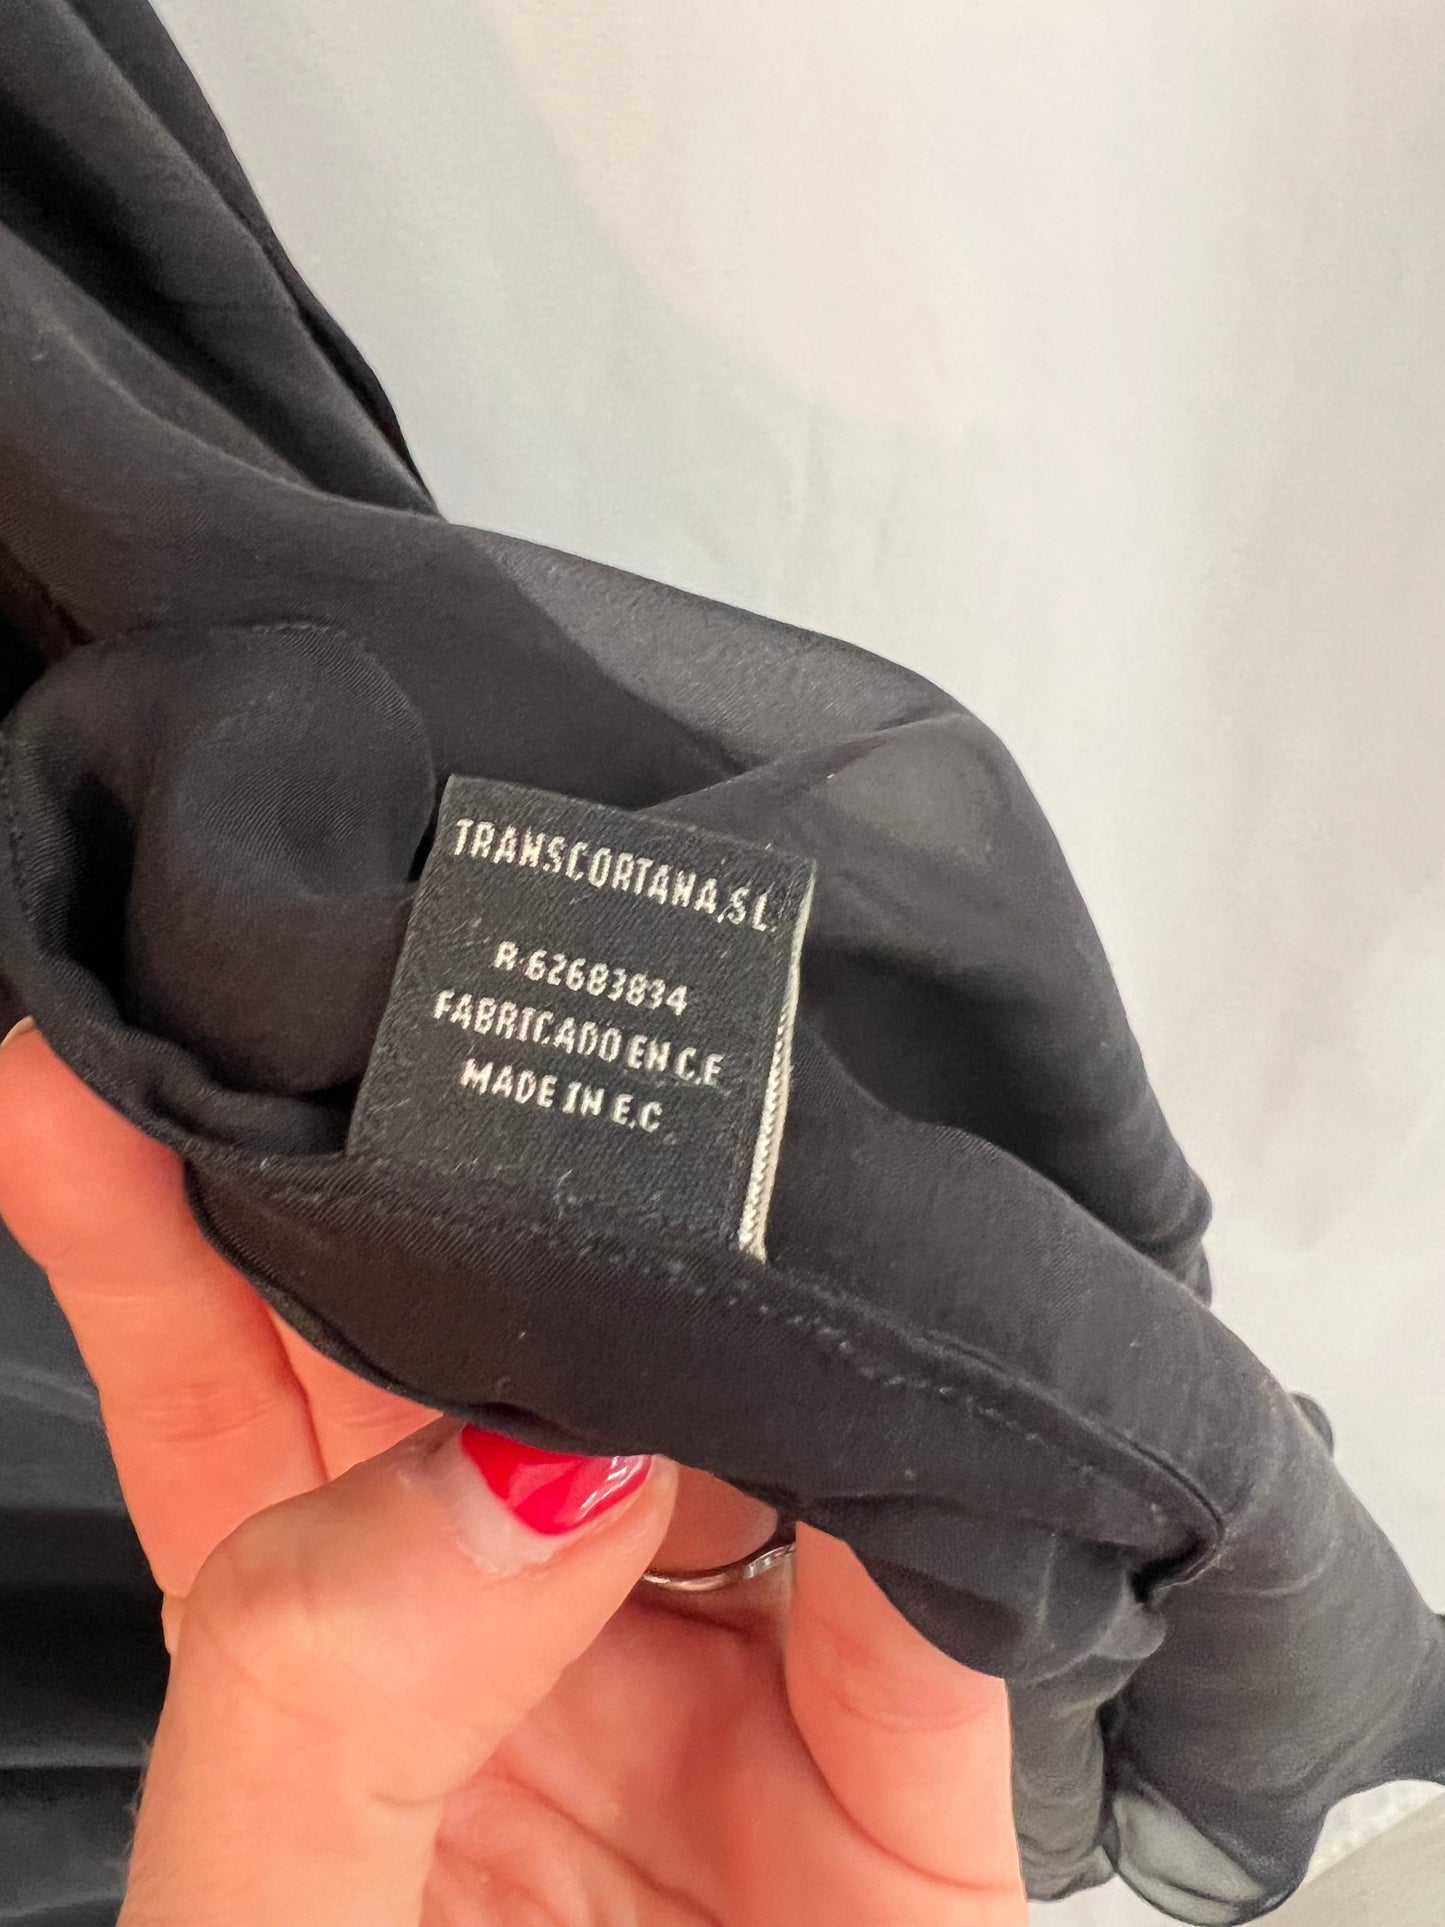 TRANSCORTANA, S L.
R-62683834
FABRICADO EN C.E
MADE IN E.C.